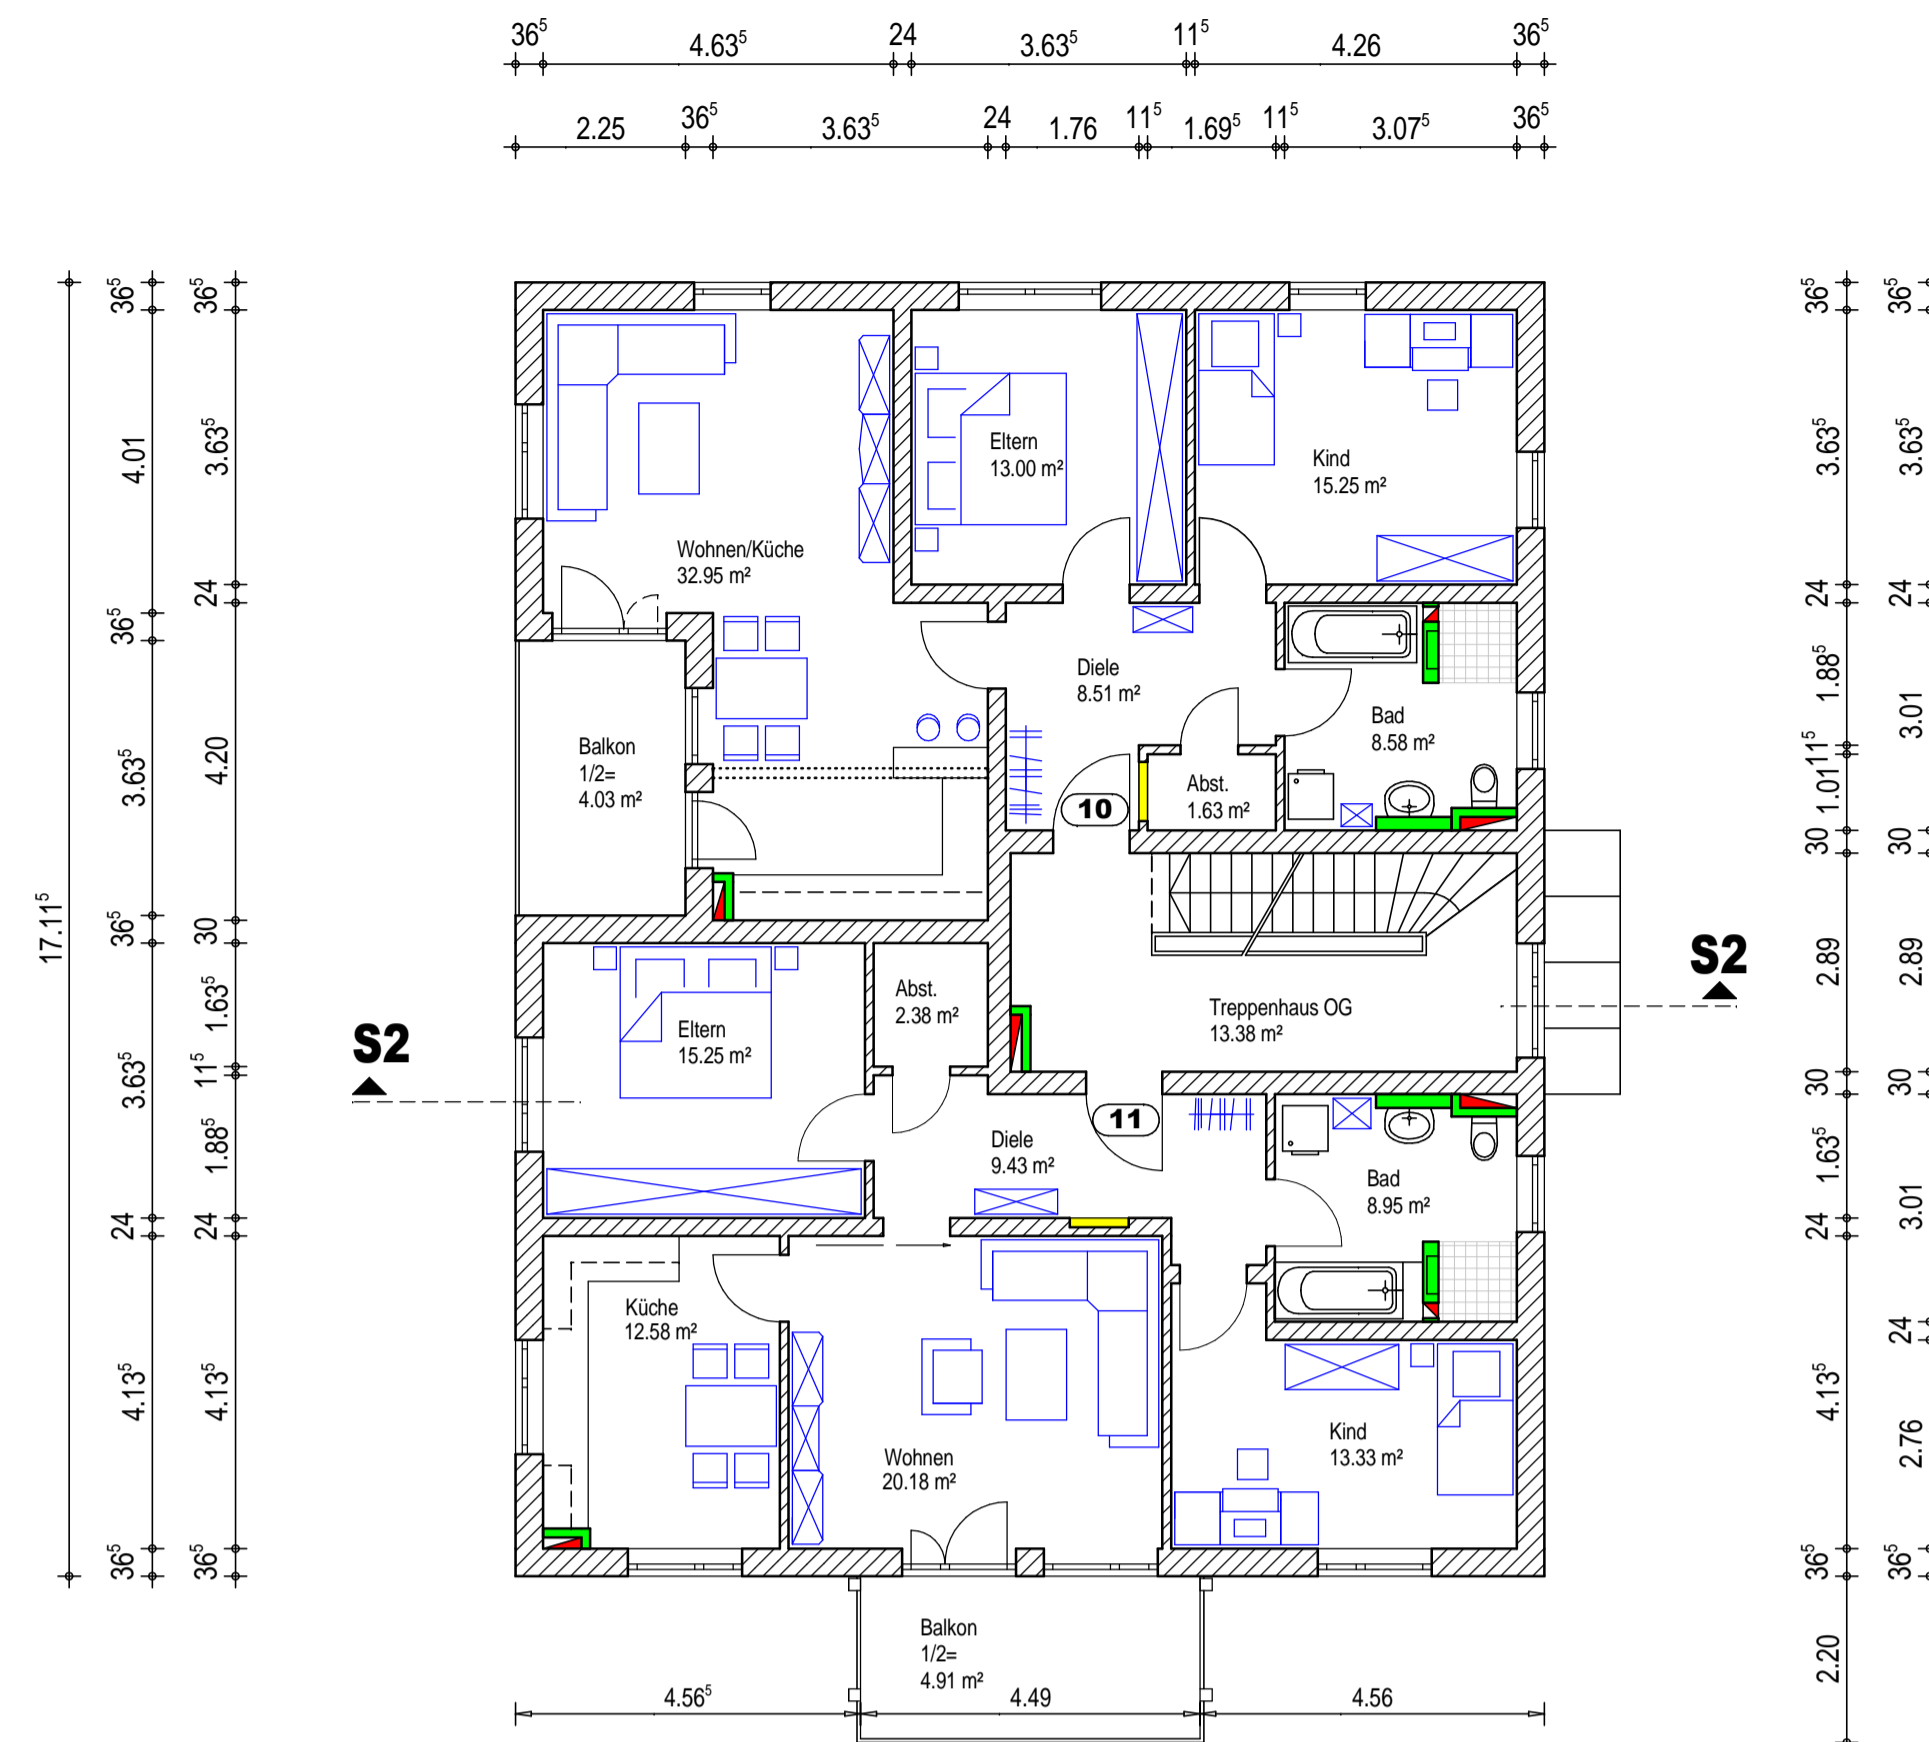 36⁵ 4.63⁵ 24 3.63⁵ 11⁵ 4.26 36⁵
2.25 36⁵ 3.63⁵ 24 1.76 11⁵ 1.69⁵ 11⁵ 3.07⁵ 36⁵
17.11⁵
36⁵ 4.01 36⁵ 3.63⁵ 36⁵ 3.63⁵ 24 4.13⁵ 36⁵
36⁵ 3.63⁵ 24 4.20 30 1.63⁵ 11⁵ 1.88⁵ 24 4.13⁵ 36⁵
Wohnen/Küche
32.95 m²
Eltern
13.00 m²
Kind
15.25 m²
Diele
8.51 m²
Bad
8.58 m²
Balkon
1/2=
4.03 m²
Abst.
1.63 m²
10
Treppenhaus OG
13.38 m²
S2
S2
Eltern
15.25 m²
Abst.
2.38 m²
11
Diele
9.43 m²
Bad
8.95 m²
Küche
12.58 m²
Wohnen
20.18 m²
Kind
13.33 m²
Balkon
1/2=
4.91 m²
4.56⁵ 4.49 4.56
36⁵ 3.63⁵ 24 1.88⁵ 11⁵ 1.01 30 2.89 30 1.63⁵ 24 4.13⁵ 36⁵ 2.20
36⁵ 3.63⁵ 24 3.01 30 2.89 30 3.01 24 2.76 36⁵